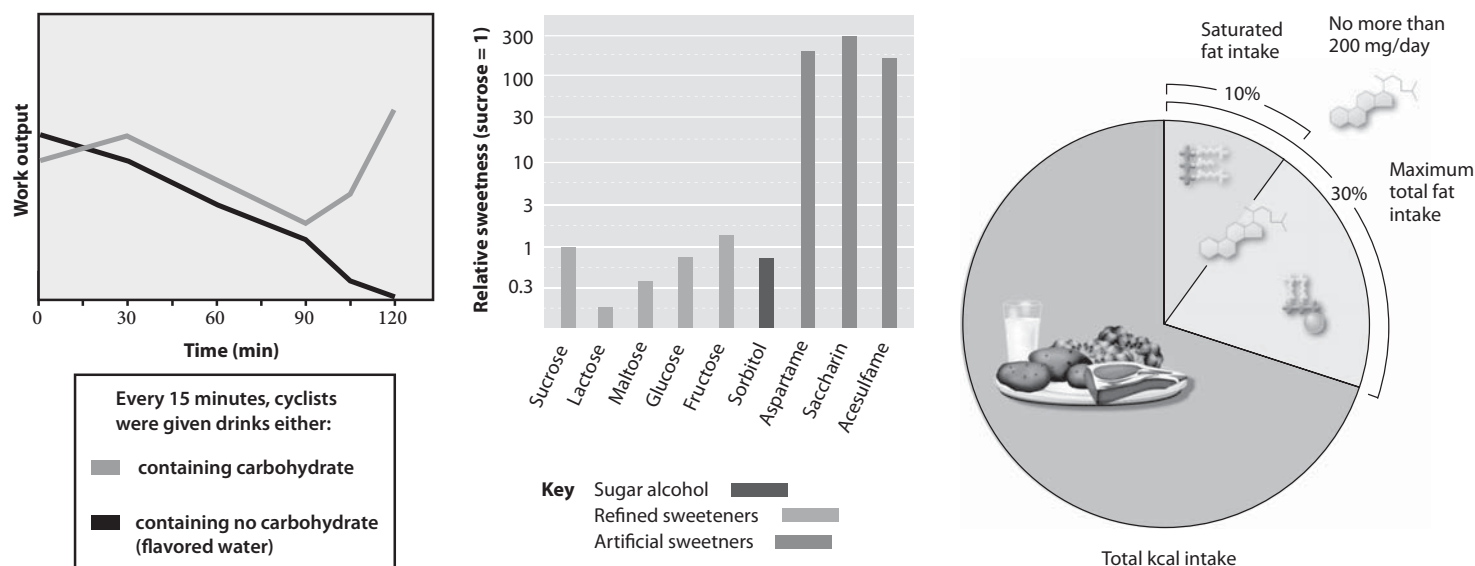 Work output
0
30
60
90
120
Time (min)
Every 15 minutes, cyclists
were given drinks either:
containing carbohydrate
containing no carbohydrate
(flavored water)
Relative sweetness (sucrose = 1)
300
100
30
10
3
1
0.3
Sucrose
Lactose
Maltose
Glucose
Fructose
Sorbitol
Aspartame
Saccharin
Acesulfame
Key
Sugar alcohol
Refined sweeteners
Artificial sweetners
Saturated
fat intake
No more than
200 mg/day
10%
30%
Maximum
total fat
intake
Total kcal intake